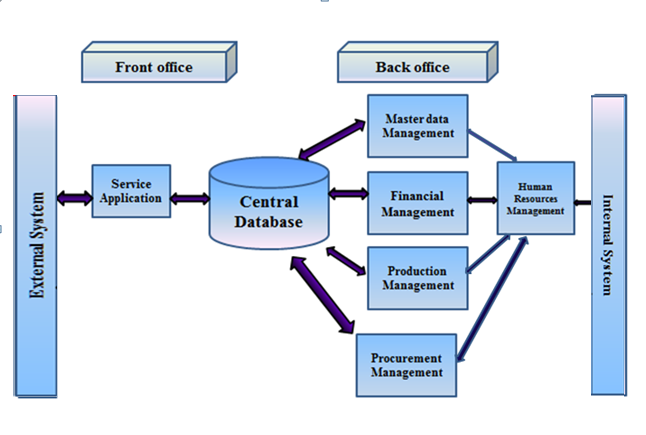 Front office
Back office
External System
Service
Application
Central
Database
Master data
Management
Financial
Management
Production
Management
Procurement
Management
Human
Resources
Management
Internal System